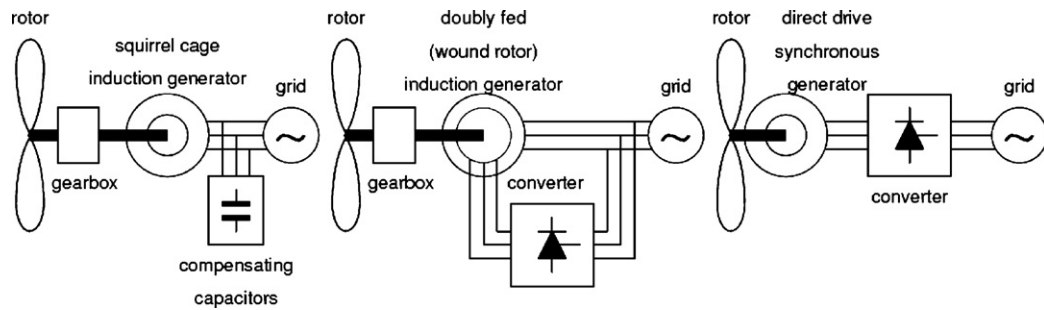 rotor
squirrel cage
induction generator
grid
gearbox
compensating
capacitors
rotor
doubly fed
(wound rotor)
induction generator
grid
gearbox
converter
rotor
direct drive
synchronous
generator
grid
converter